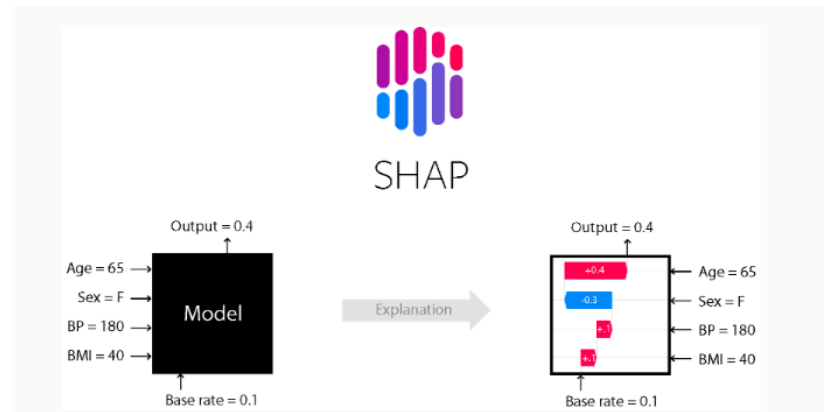 SHAP
Output = 0.4
Age = 65
Sex = F
BP = 180
BMI = 40
Model
Base rate = 0.1
Explanation
Output = 0.4
+0.4
-0.3
+.1
+.1
Age = 65
Sex = F
BP = 180
BMI = 40
Base rate = 0.1